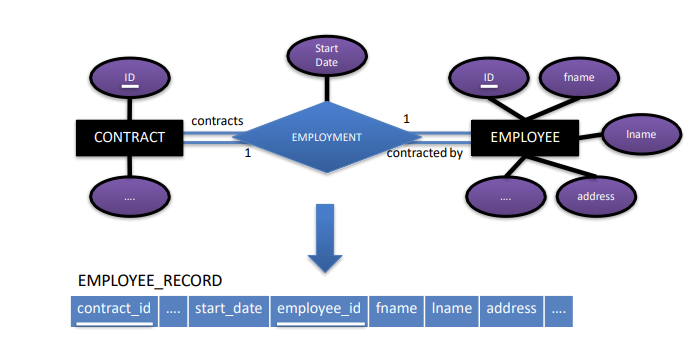 Start
Date
ID
ID
fname
contracts
1
CONTRACT
EMPLOYMENT
EMPLOYEE
lname
1
contracted by
....
....
address
EMPLOYEE_RECORD
contract_id .... start_date employee_id fname lname address ....